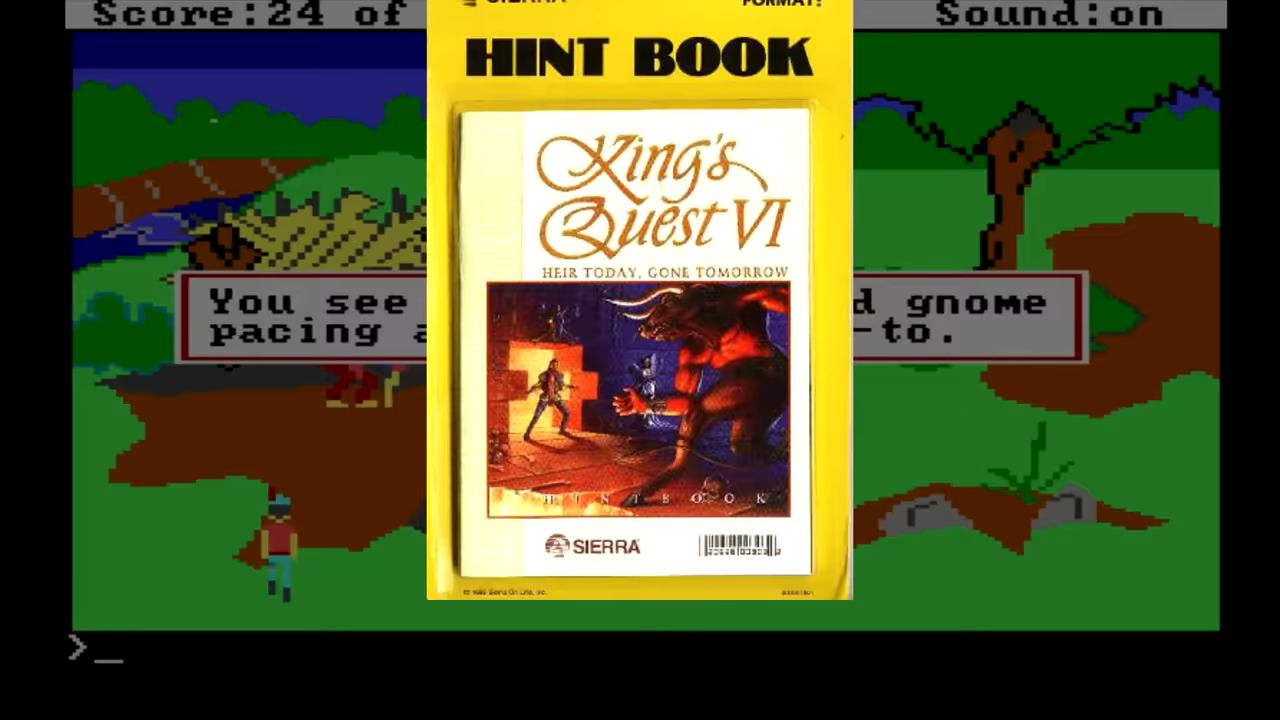 Score:24 of
Sound:on
SIERRA
FORMAT!
HINT BOOK
King's
Quest VI
HEIR TODAY, GONE TOMORROW
You see
d gnome
pacing a
-to.
HINTBOOK
SIERRA
>_